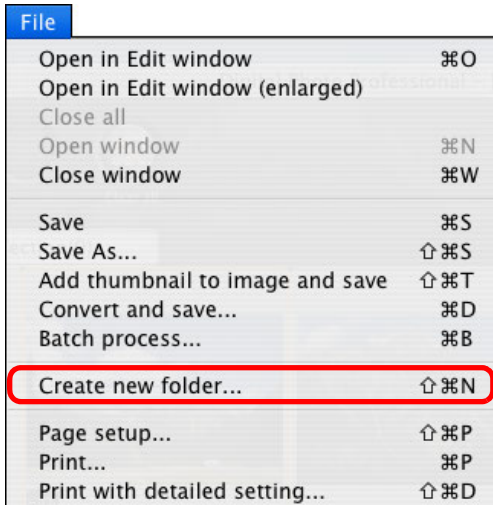 File
Open in Edit window ⌘O
Open in Edit window (enlarged)
Close all
Open window ⌘N
Close window ⌘W
Save ⌘S
Save As... ⇧⌘S
Add thumbnail to image and save ⇧⌘T
Convert and save... ⌘D
Batch process... ⌘B
Create new folder... ⇧⌘N
Page setup... ⇧⌘P
Print... ⌘P
Print with detailed setting... ⇧⌘D